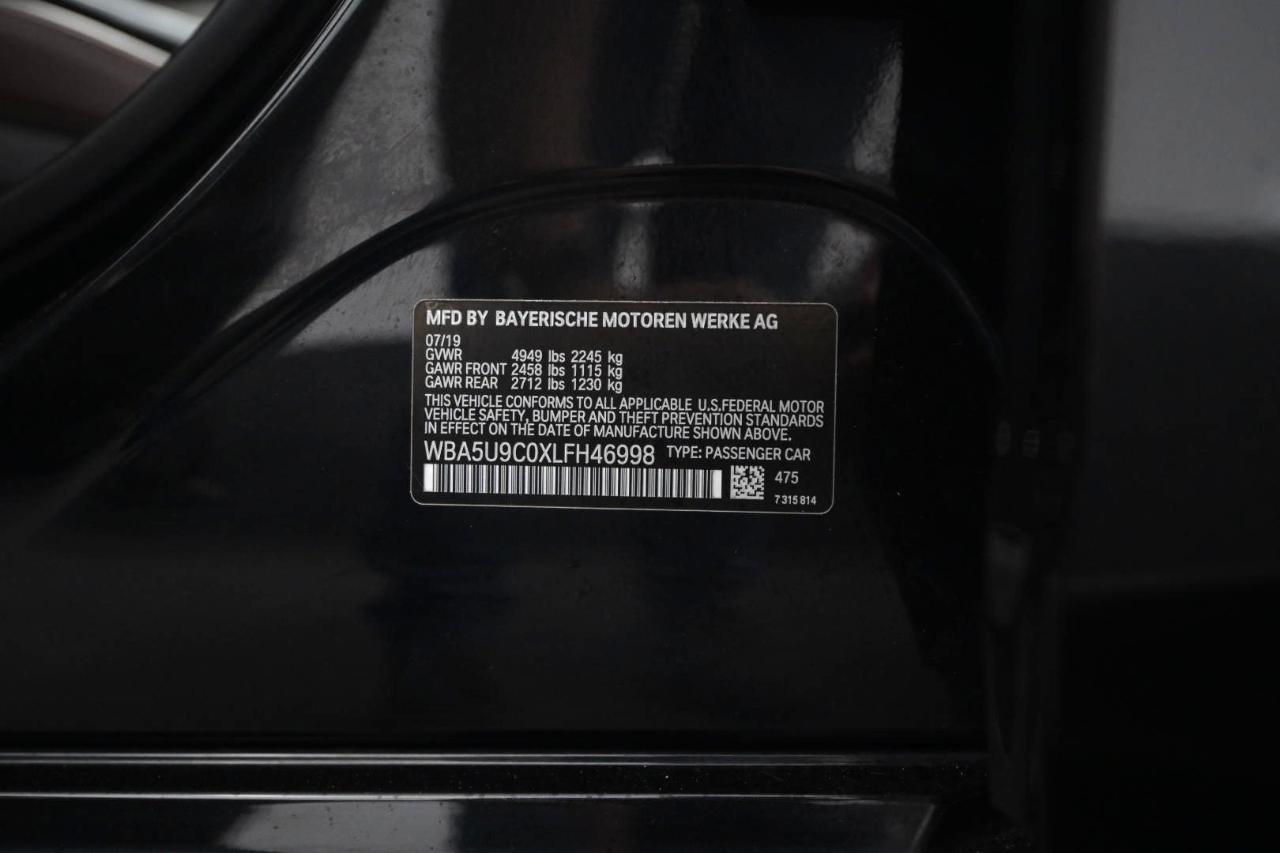 MFD BY BAYERISCHE MOTOREN WERKE AG
07/19
GVWR 4949 lbs 2245 kg
GAWR FRONT 2458 lbs 1115 kg
GAWR REAR 2712 lbs 1230 kg
THIS VEHICLE CONFORMS TO ALL APPLICABLE U.S.FEDERAL MOTOR
VEHICLE SAFETY, BUMPER AND THEFT PREVENTION STANDARDS
IN EFFECT ON THE DATE OF MANUFACTURE SHOWN ABOVE.
WBA5U9C0XLFH46998 TYPE: PASSENGER CAR
475
7 315 814